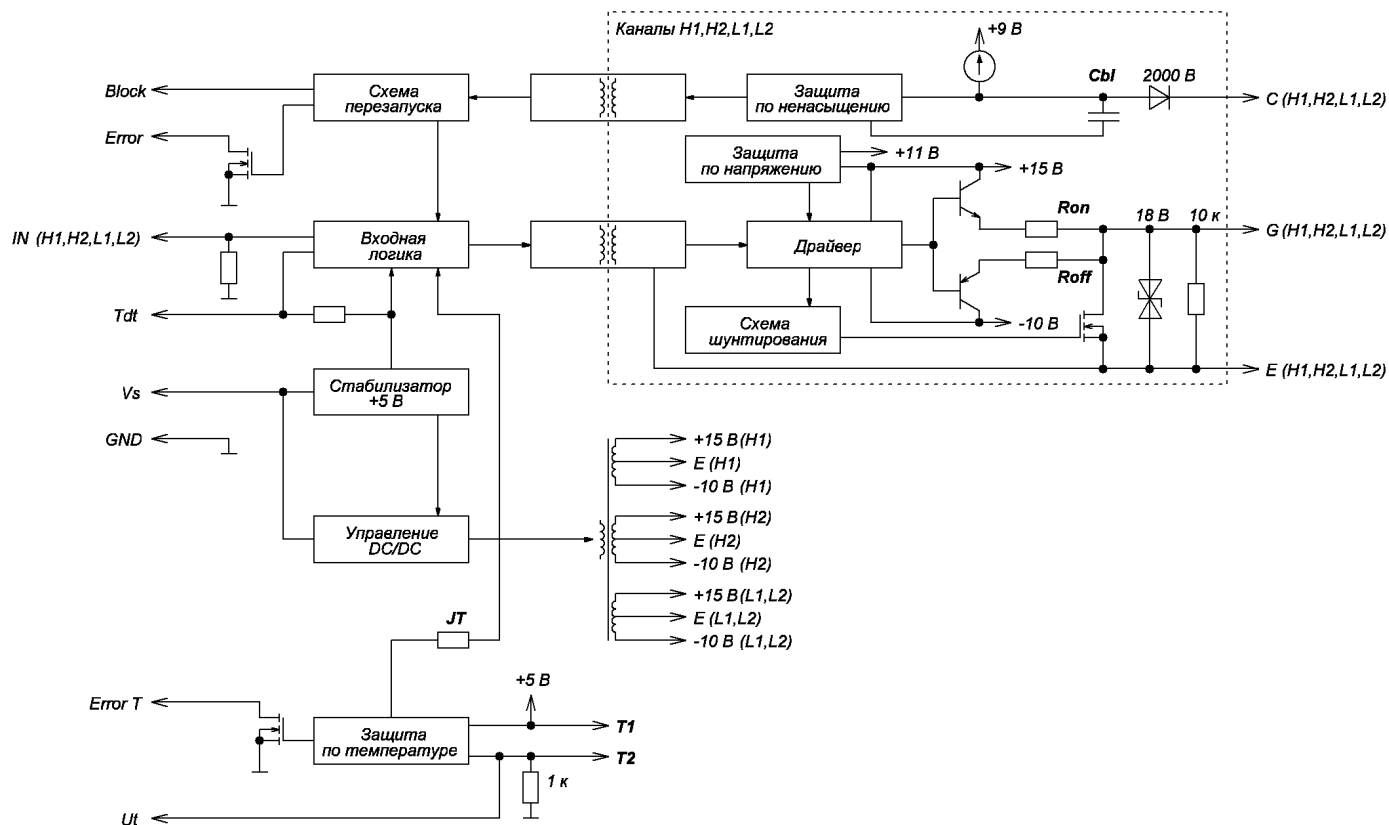 Каналы H1,H2,L1,L2
+9 В
Block
Схема
перезапуска
Защита
по ненасыщению
Cbl
2000 В
C (H1,H2,L1,L2)
Error
Защита
по напряжению
+11 В
+15 В
IN (H1,H2,L1,L2)
Входная
логика
Драйвер
Ron
Roff
18 В
10 к
G (H1,H2,L1,L2)
Tdt
Схема
шунтирования
-10 В
E (H1,H2,L1,L2)
Vs
Стабилизатор
+5 В
GND
+15 В(H1)
E (H1)
-10 В (H1)
Управление
DC/DC
+15 В(H2)
E (H2)
-10 В (H2)
+15 В(L1,L2)
E (L1,L2)
-10 В (L1,L2)
JT
+5 В
Error T
Защита
по температуре
T1
T2
1 к
Ut